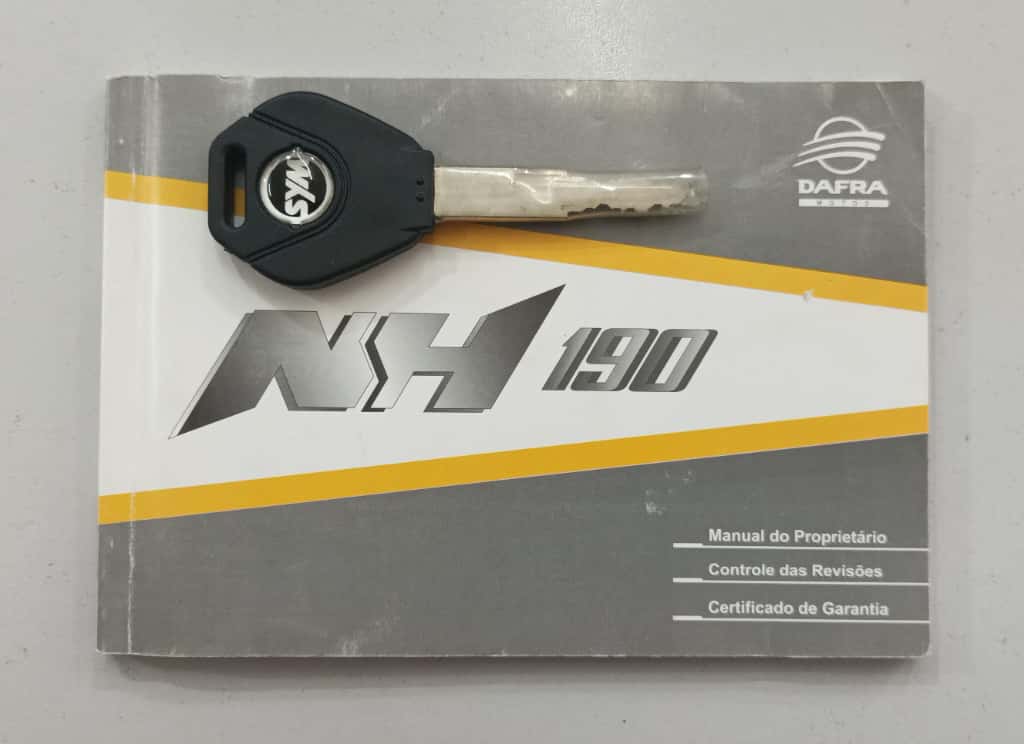 SYM
DAFRA
MOTOS
NH 190
Manual do Proprietário
Controle das Revisões
Certificado de Garantia